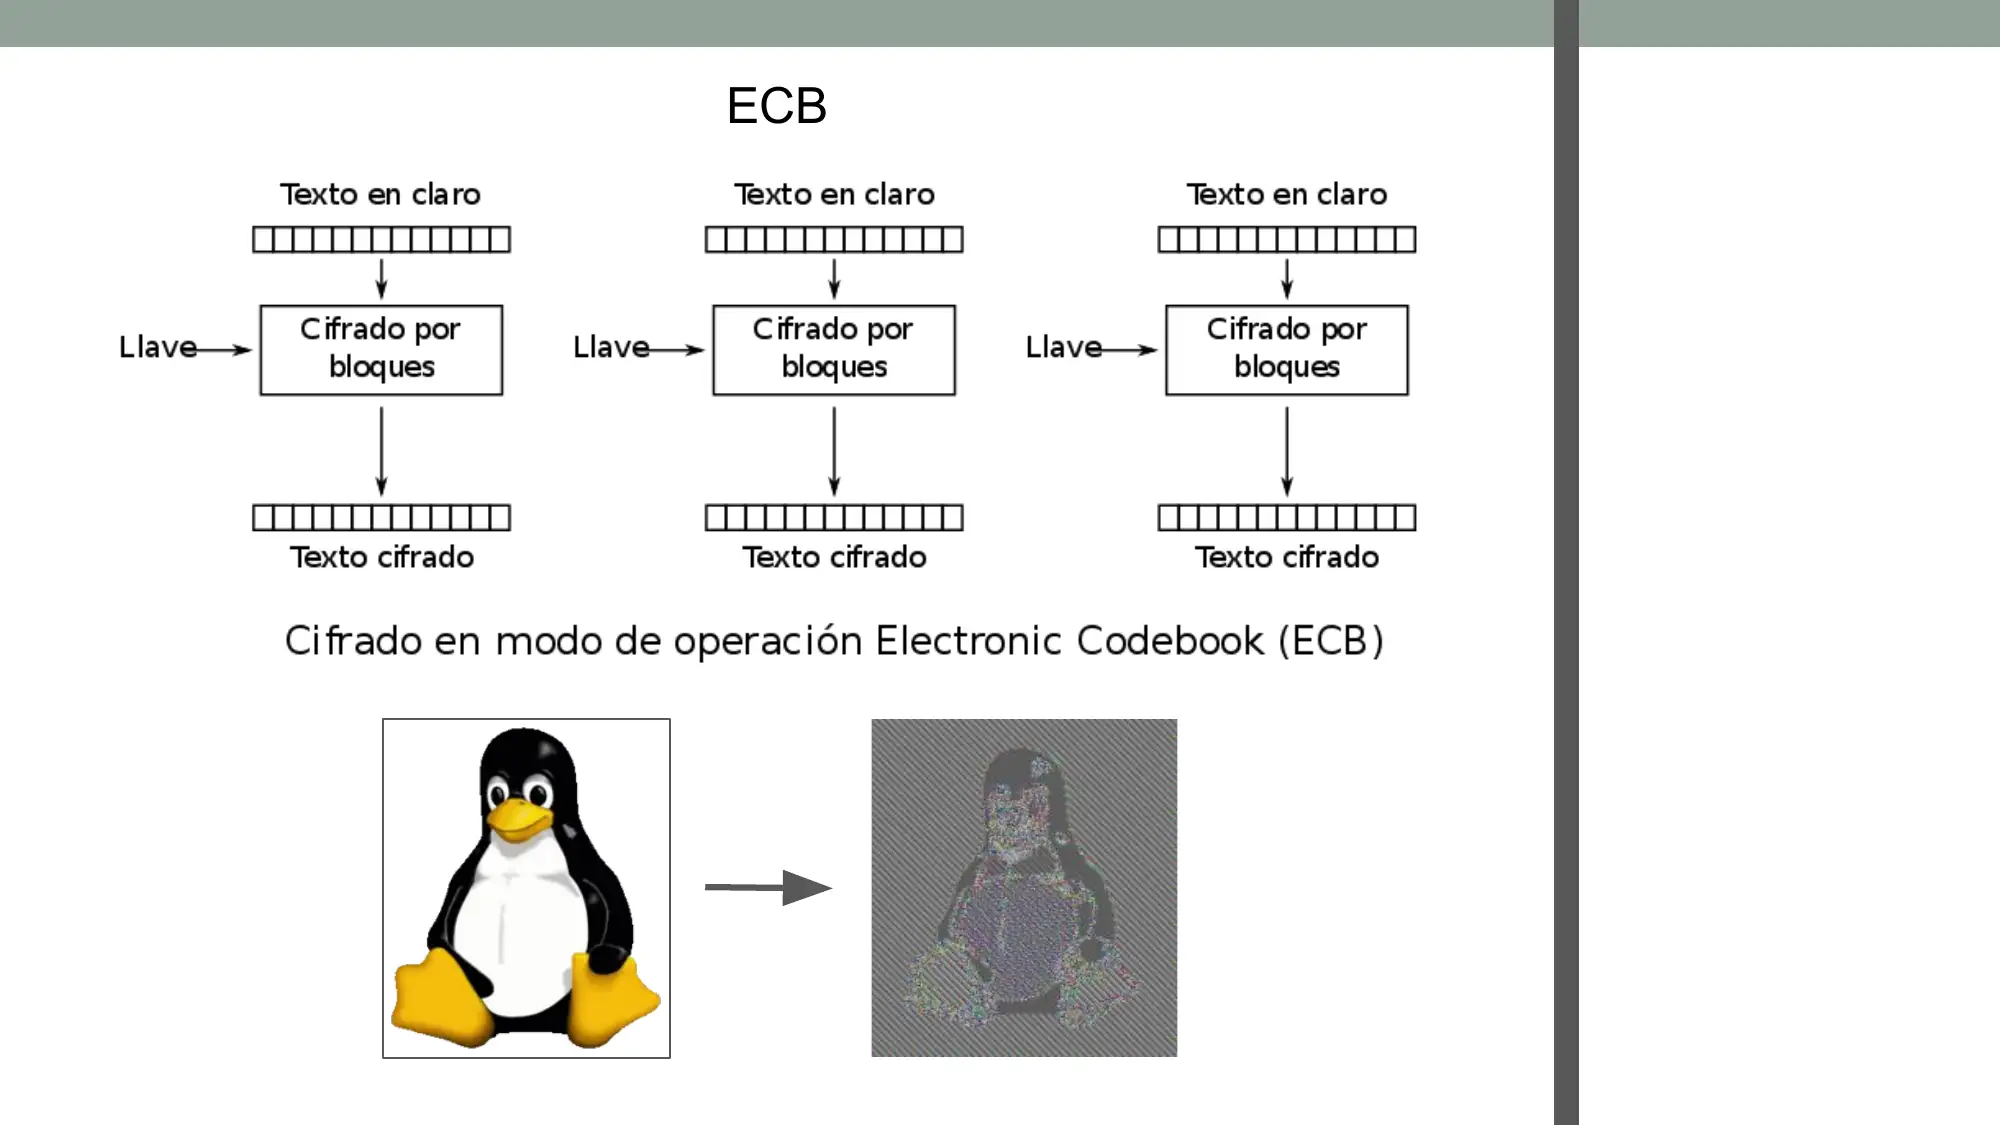 ECB
Texto en claro Texto en claro Texto en claro
Llave Cifrado por bloques Llave Cifrado por bloques Llave Cifrado por bloques
Texto cifrado Texto cifrado Texto cifrado
Cifrado en modo de operación Electronic Codebook (ECB)